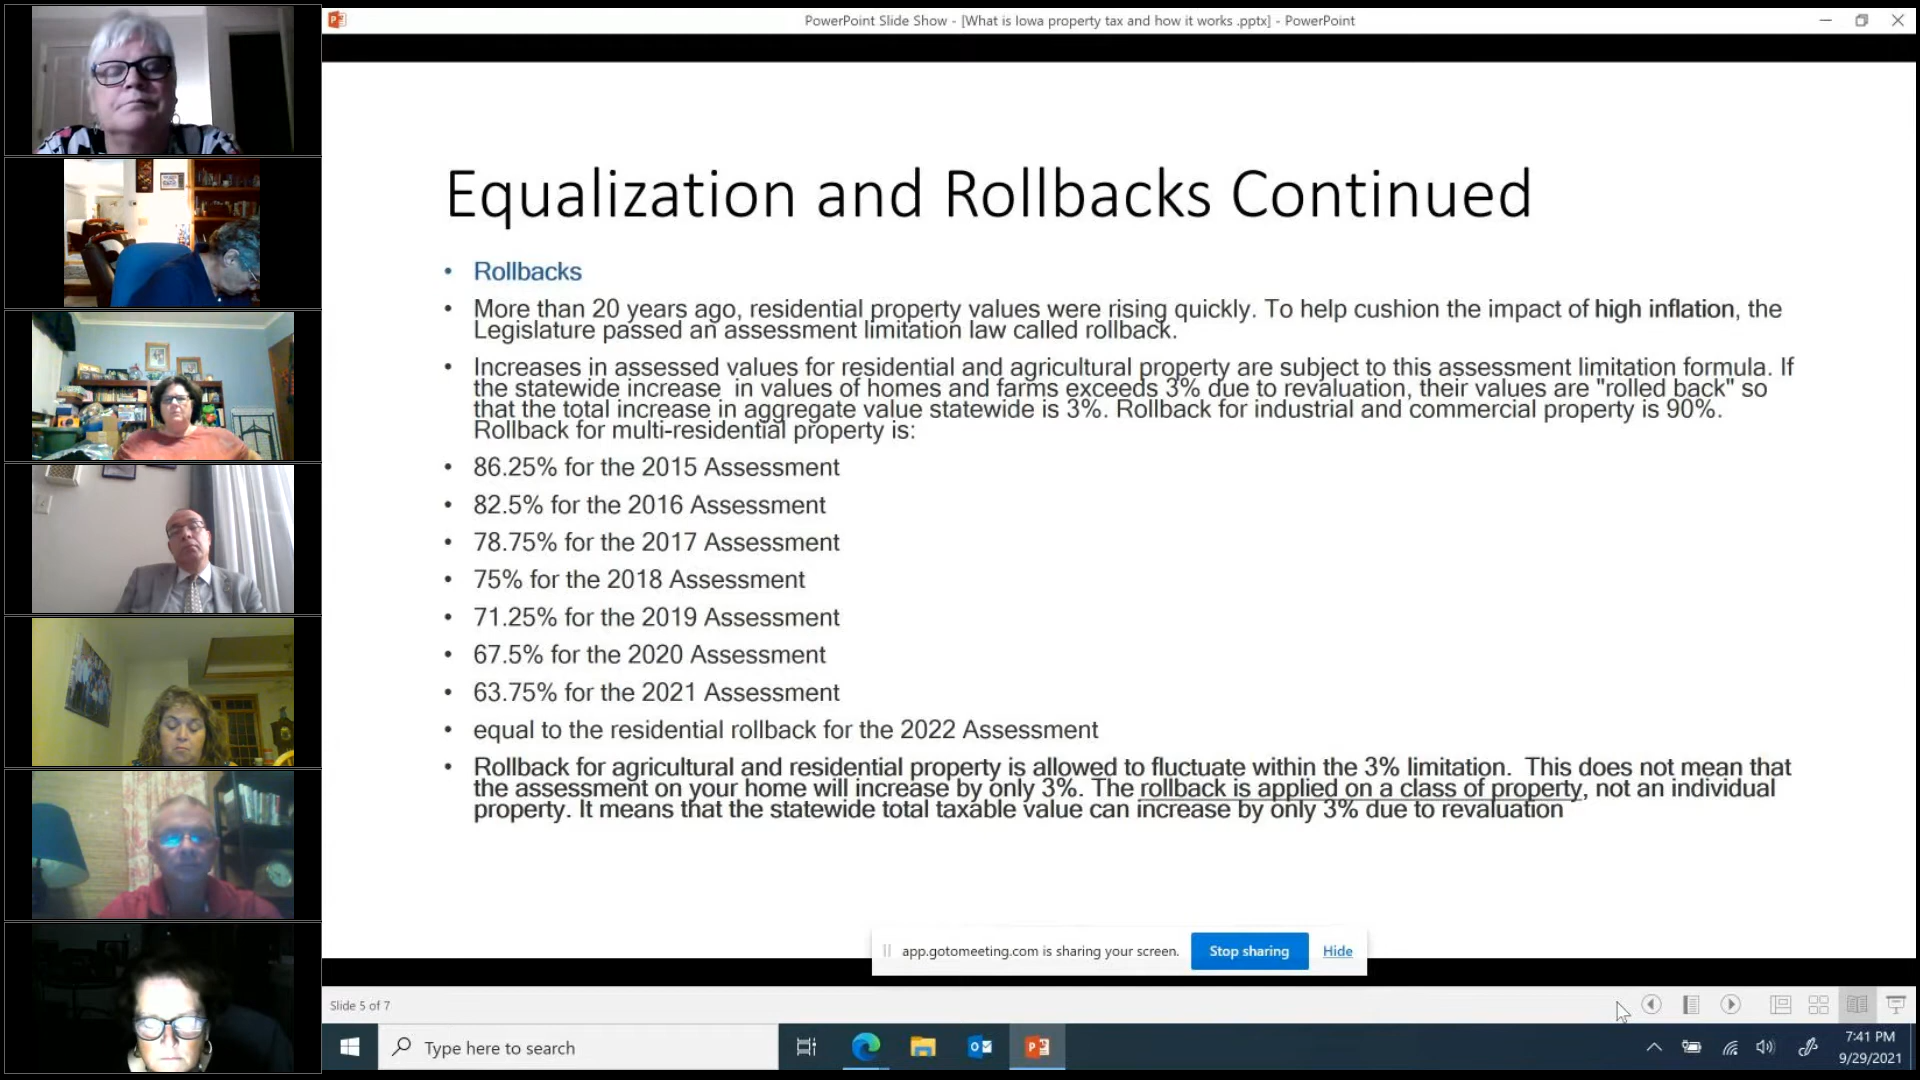 PowerPoint Slide Show - [What is Iowa property tax and how it works .pptx] - PowerPoint
Equalization and Rollbacks Continued
• Rollbacks
• More than 20 years ago, residential property values were rising quickly. To help cushion the impact of high inflation, the
Legislature passed an assessment limitation law called rollback.
• Increases in assessed values for residential and agricultural property are subject to this assessment limitation formula. If
the statewide increase in values of homes and farms exceeds 3% due to revaluation, their values are "rolled back" so
that the total increase in aggregate value statewide is 3%. Rollback for industrial and commercial property is 90%.
Rollback for multi-residential property is:
• 86.25% for the 2015 Assessment
• 82.5% for the 2016 Assessment
• 78.75% for the 2017 Assessment
• 75% for the 2018 Assessment
• 71.25% for the 2019 Assessment
• 67.5% for the 2020 Assessment
• 63.75% for the 2021 Assessment
• equal to the residential rollback for the 2022 Assessment
• Rollback for agricultural and residential property is allowed to fluctuate within the 3% limitation. This does not mean that
the assessment on your home will increase by only 3%. The rollback is applied on a class of property, not an individual
property. It means that the statewide total taxable value can increase by only 3% due to revaluation
app.gotomeeting.com is sharing your screen. Stop sharing Hide
Slide 5 of 7
Type here to search
7:41 PM
9/29/2021